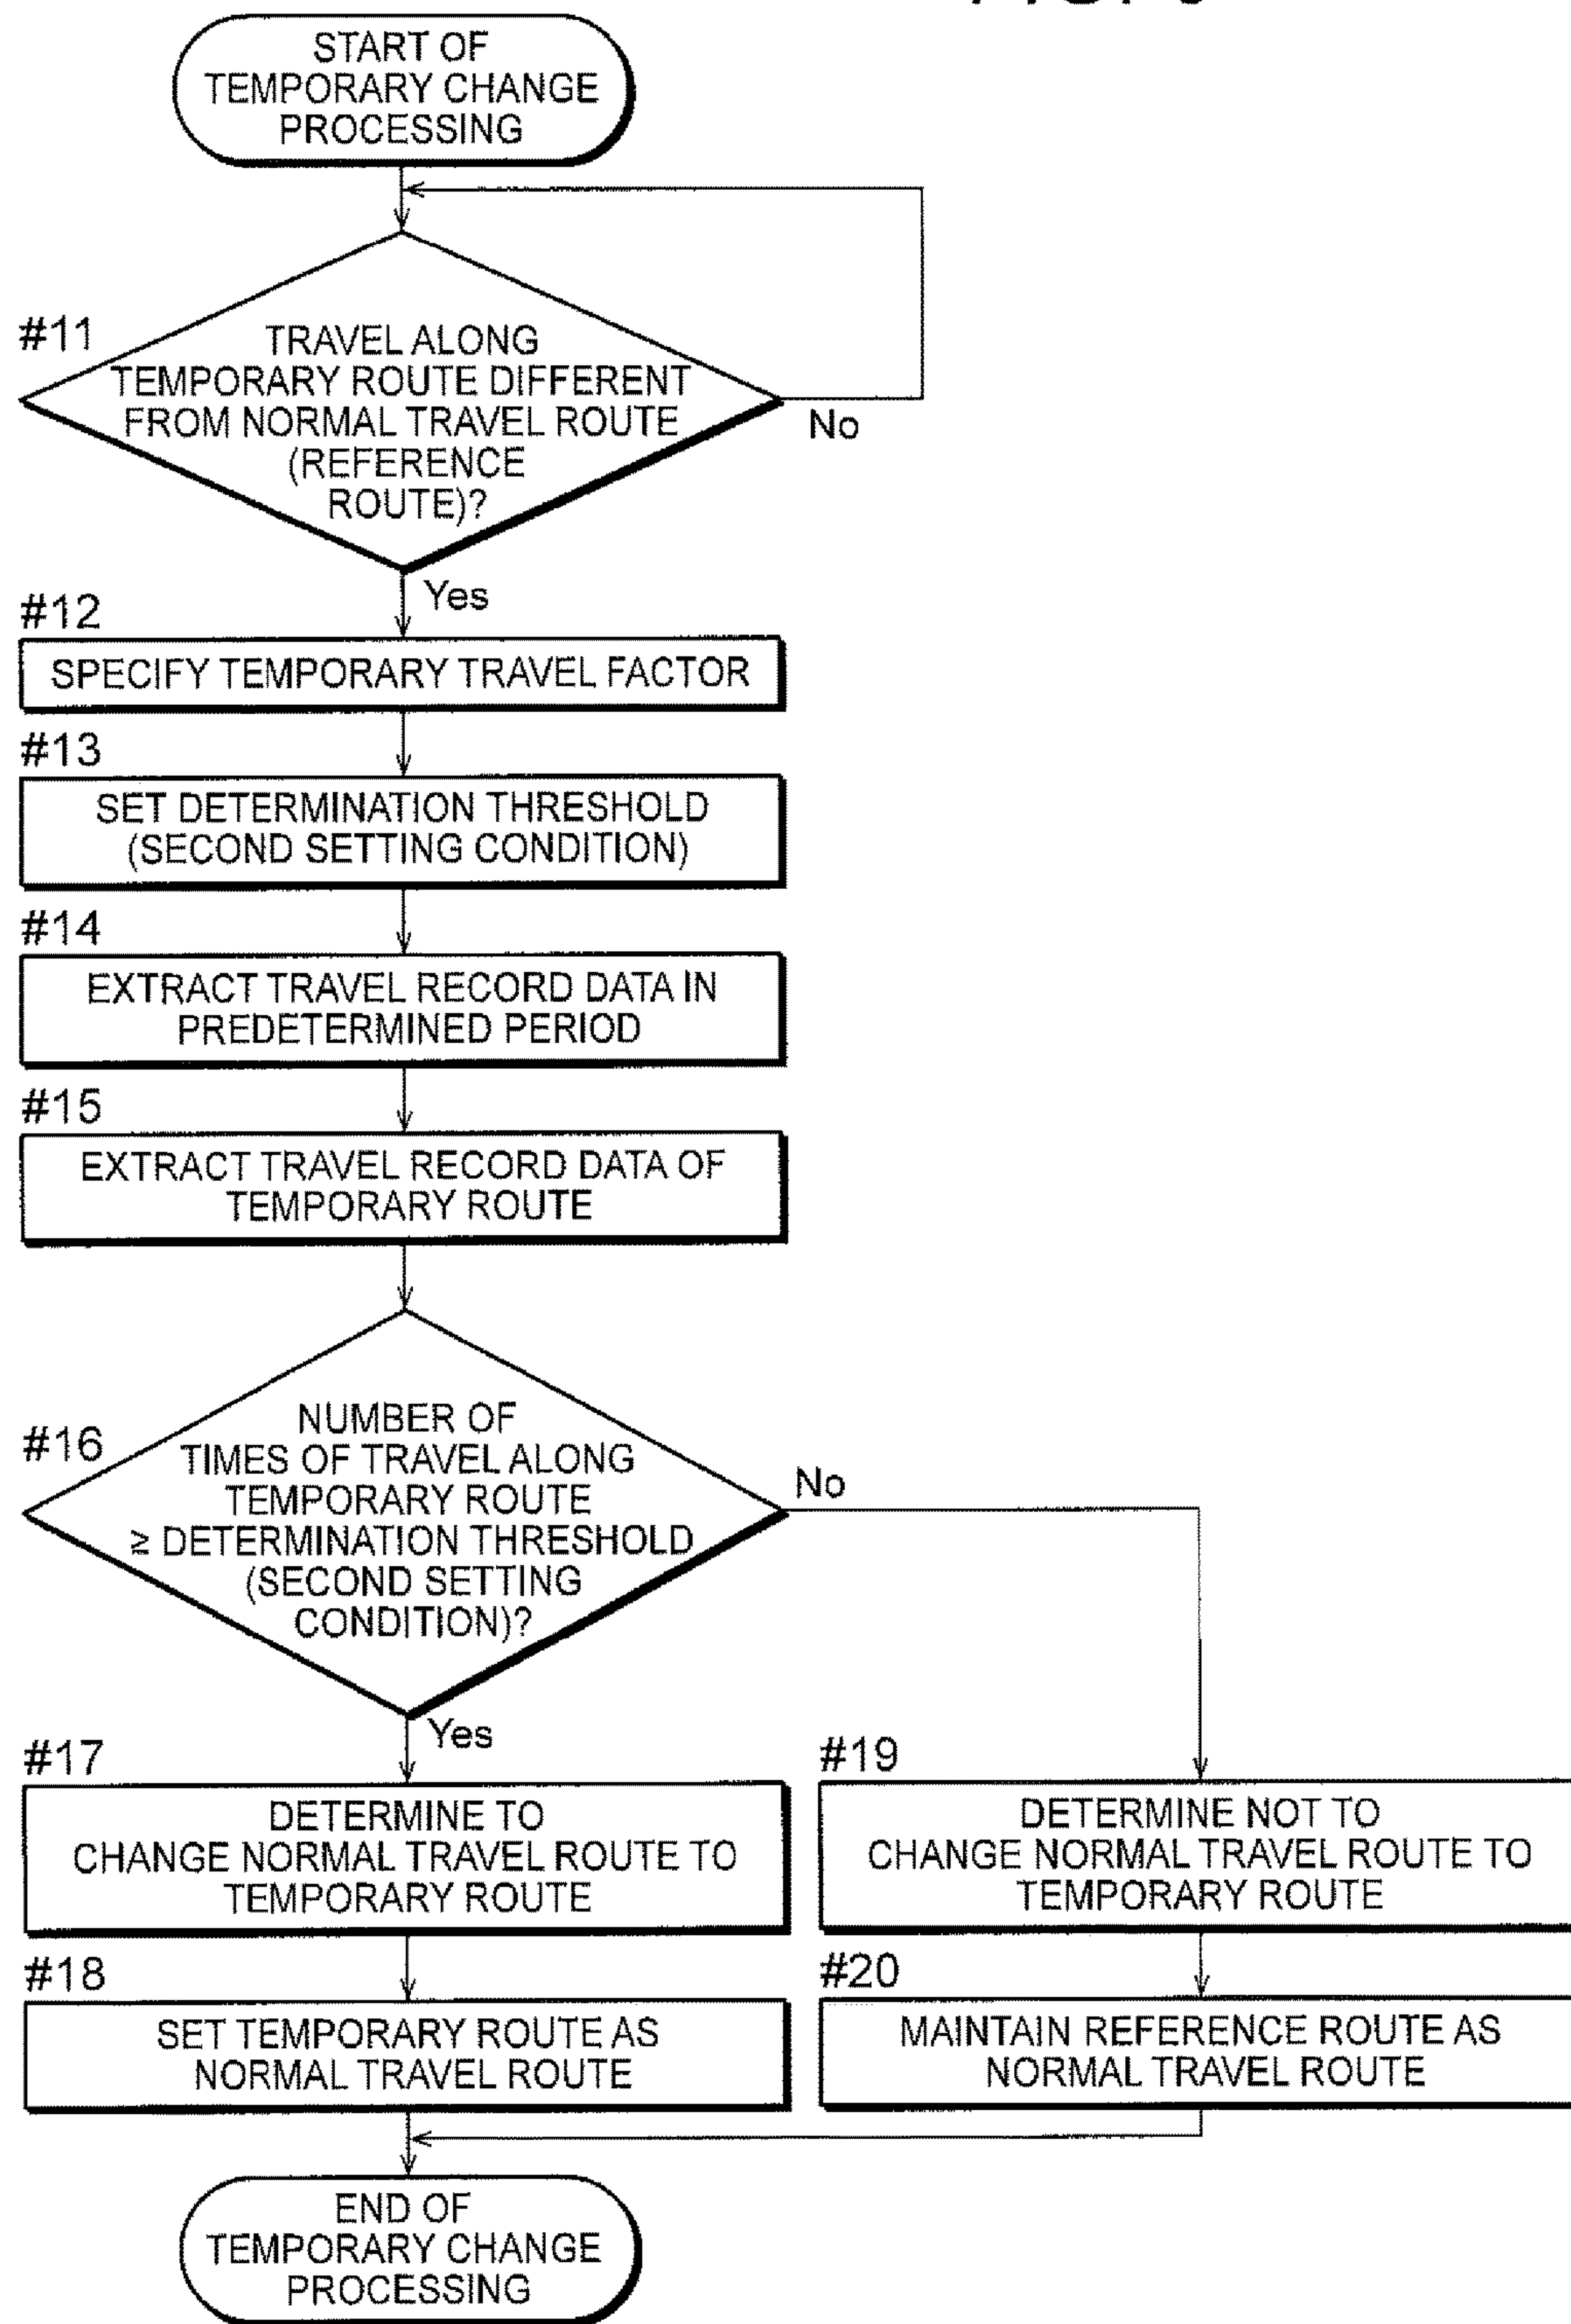 START OF
TEMPORARY CHANGE
PROCESSING
#11
TRAVEL ALONG
TEMPORARY ROUTE DIFFERENT
FROM NORMAL TRAVEL ROUTE
(REFERENCE
ROUTE)?
No
Yes
#12
SPECIFY TEMPORARY TRAVEL FACTOR
#13
SET DETERMINATION THRESHOLD
(SECOND SETTING CONDITION)
#14
EXTRACT TRAVEL RECORD DATA IN
PREDETERMINED PERIOD
#15
EXTRACT TRAVEL RECORD DATA OF
TEMPORARY ROUTE
#16
NUMBER OF
TIMES OF TRAVEL ALONG
TEMPORARY ROUTE
≥ DETERMINATION THRESHOLD
(SECOND SETTING
CONDITION)?
No
Yes
#17
DETERMINE TO
CHANGE NORMAL TRAVEL ROUTE TO
TEMPORARY ROUTE
#18
SET TEMPORARY ROUTE AS
NORMAL TRAVEL ROUTE
#19
DETERMINE NOT TO
CHANGE NORMAL TRAVEL ROUTE TO
TEMPORARY ROUTE
#20
MAINTAIN REFERENCE ROUTE AS
NORMAL TRAVEL ROUTE
END OF
TEMPORARY CHANGE
PROCESSING